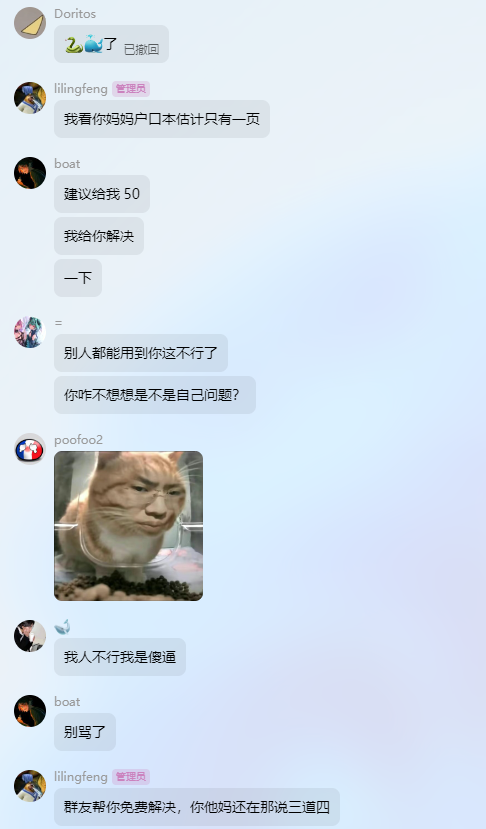 Doritos
🐍🐳了 已撤回
lilingfeng 管理员
我看你妈妈户口本估计只有一页
boat
建议给我 50
我给你解决
一下
=
别人都能用到你这不行了
你咋不想想是不是自己问题?
poofoo2
我人不行我是傻逼
boat
别骂了
lilingfeng 管理员
群友帮你免费解决，你他妈还在那说三道四